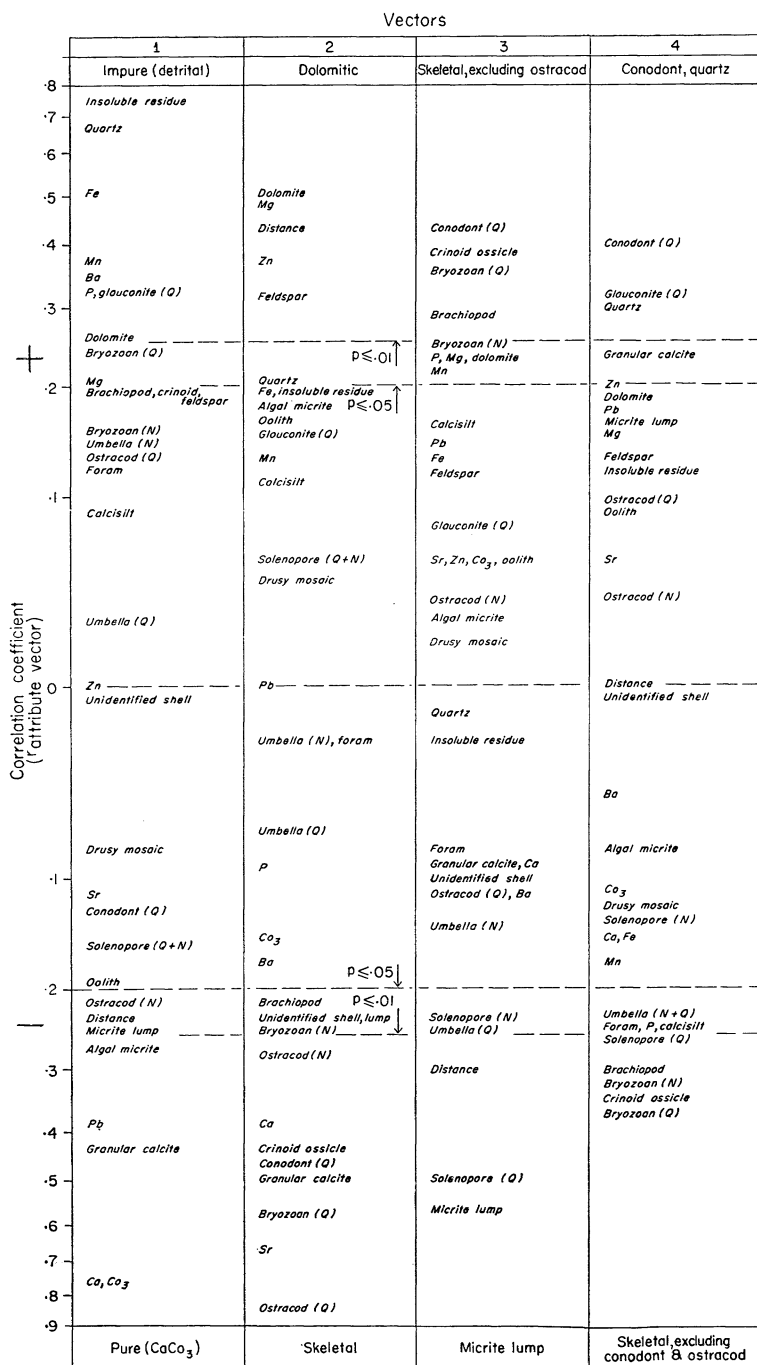 Vectors
1
2
3
4
Impure (detrital)
Dolomitic
Skeletal, excluding ostracod
Conodont, quartz
Correlation coefficient
(r attribute vector)
+
−
·8
·7
·6
·5
·4
·3
·2
·1
0
·1
·2
·3
·4
·5
·6
·7
·8
·9
Insoluble residue
Quartz
Fe
Mn
Ba
P, glauconite (Q)
Dolomite
Bryozoan (Q)
Mg
Brachiopod, crinoid,
feldspar
Bryozoan (N)
Umbella (N)
Ostracod (Q)
Foram
Calcisilt
Umbella (Q)
Zn
Unidentified shell
Drusy mosaic
Sr
Conodont (Q)
Solenopore (Q+N)
Oolith
Ostracod (N)
Distance
Micrite lump
Algal micrite
Pb
Granular calcite
Ca, Co3
Dolomite
Mg
Distance
Zn
Feldspar
p≤·01
Quartz
Fe, insoluble residue
Algal micrite p≤·05
Oolith
Glauconite (Q)
Mn
Calcisilt
Solenopore (Q+N)
Drusy mosaic
Pb
Umbella (N), foram
Umbella (Q)
P
Co3
Ba
p≤·05
Brachiopod p≤·01
Unidentified shell, lump
Bryozoan (N)
Ostracod (N)
Ca
Crinoid ossicle
Conodont (Q)
Granular calcite
Bryozoan (Q)
Sr
Ostracod (Q)
Conodont (Q)
Crinoid ossicle
Bryozoan (Q)
Brachiopod
Bryozoan (N)
P, Mg, dolomite
Mn
Calcisilt
Pb
Fe
Feldspar
Glauconite (Q)
Sr, Zn, Co3, oolith
Ostracod (N)
Algal micrite
Drusy mosaic
Quartz
Insoluble residue
Foram
Granular calcite, Ca
Unidentified shell
Ostracod (Q), Ba
Umbella (N)
Solenopore (N)
Umbella (Q)
Distance
Solenopore (Q)
Micrite lump
Conodont (Q)
Glauconite (Q)
Quartz
Granular calcite
Zn
Dolomite
Pb
Micrite lump
Mg
Feldspar
Insoluble residue
Ostracod (Q)
Oolith
Sr
Ostracod (N)
Distance
Unidentified shell
Ba
Algal micrite
Co3
Drusy mosaic
Solenopore (N)
Ca, Fe
Mn
Umbella (N+Q)
Foram, P, calcisilt
Solenopore (Q)
Brachiopod
Bryozoan (N)
Crinoid ossicle
Bryozoan (Q)
Pure (CaCo3)
Skeletal
Micrite lump
Skeletal, excluding
conodont & ostracod